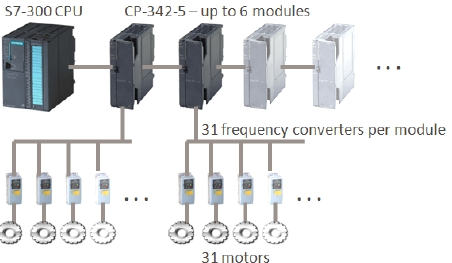 S7-300 CPU
CP-342-5 – up to 6 modules
...
31 frequency converters per module
... ...
31 motors